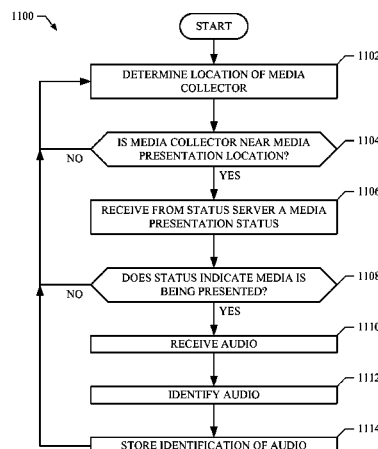 1100
START
1102
DETERMINE LOCATION OF MEDIA
COLLECTOR
1104
IS MEDIA COLLECTOR NEAR MEDIA
PRESENTATION LOCATION?
NO
YES
1106
RECEIVE FROM STATUS SERVER A MEDIA
PRESENTATION STATUS
1108
DOES STATUS INDICATE MEDIA IS
BEING PRESENTED?
NO
YES
1110
RECEIVE AUDIO
1112
IDENTIFY AUDIO
1114
STORE IDENTIFICATION OF AUDIO